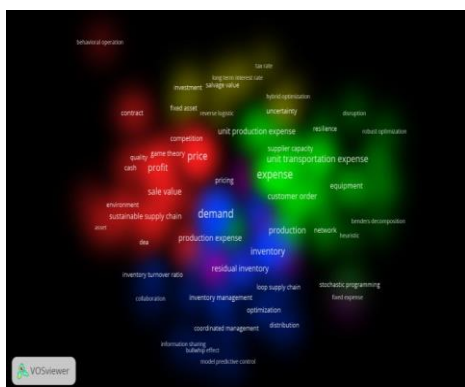 behavioral operation
tax rate
long term interest rate
investment
salvage value
hybrid optimization
contract
fixed asset
reverse logistic
uncertainty
disruption
competition
unit production expense
resilience
robust optimization
quality
game theory
price
supplier capacity
unit transportation expense
cash
profit
pricing
expense
equipment
sale value
customer order
environment
sustainable supply chain
demand
benders decomposition
asset
production
network
production expense
heuristic
dea
inventory
inventory turnover ratio
residual inventory
loop supply chain
stochastic programming
collaboration
inventory management
fixed expense
optimization
coordinated management
distribution
information sharing
bullwip effect
model predictive control
VOSviewer